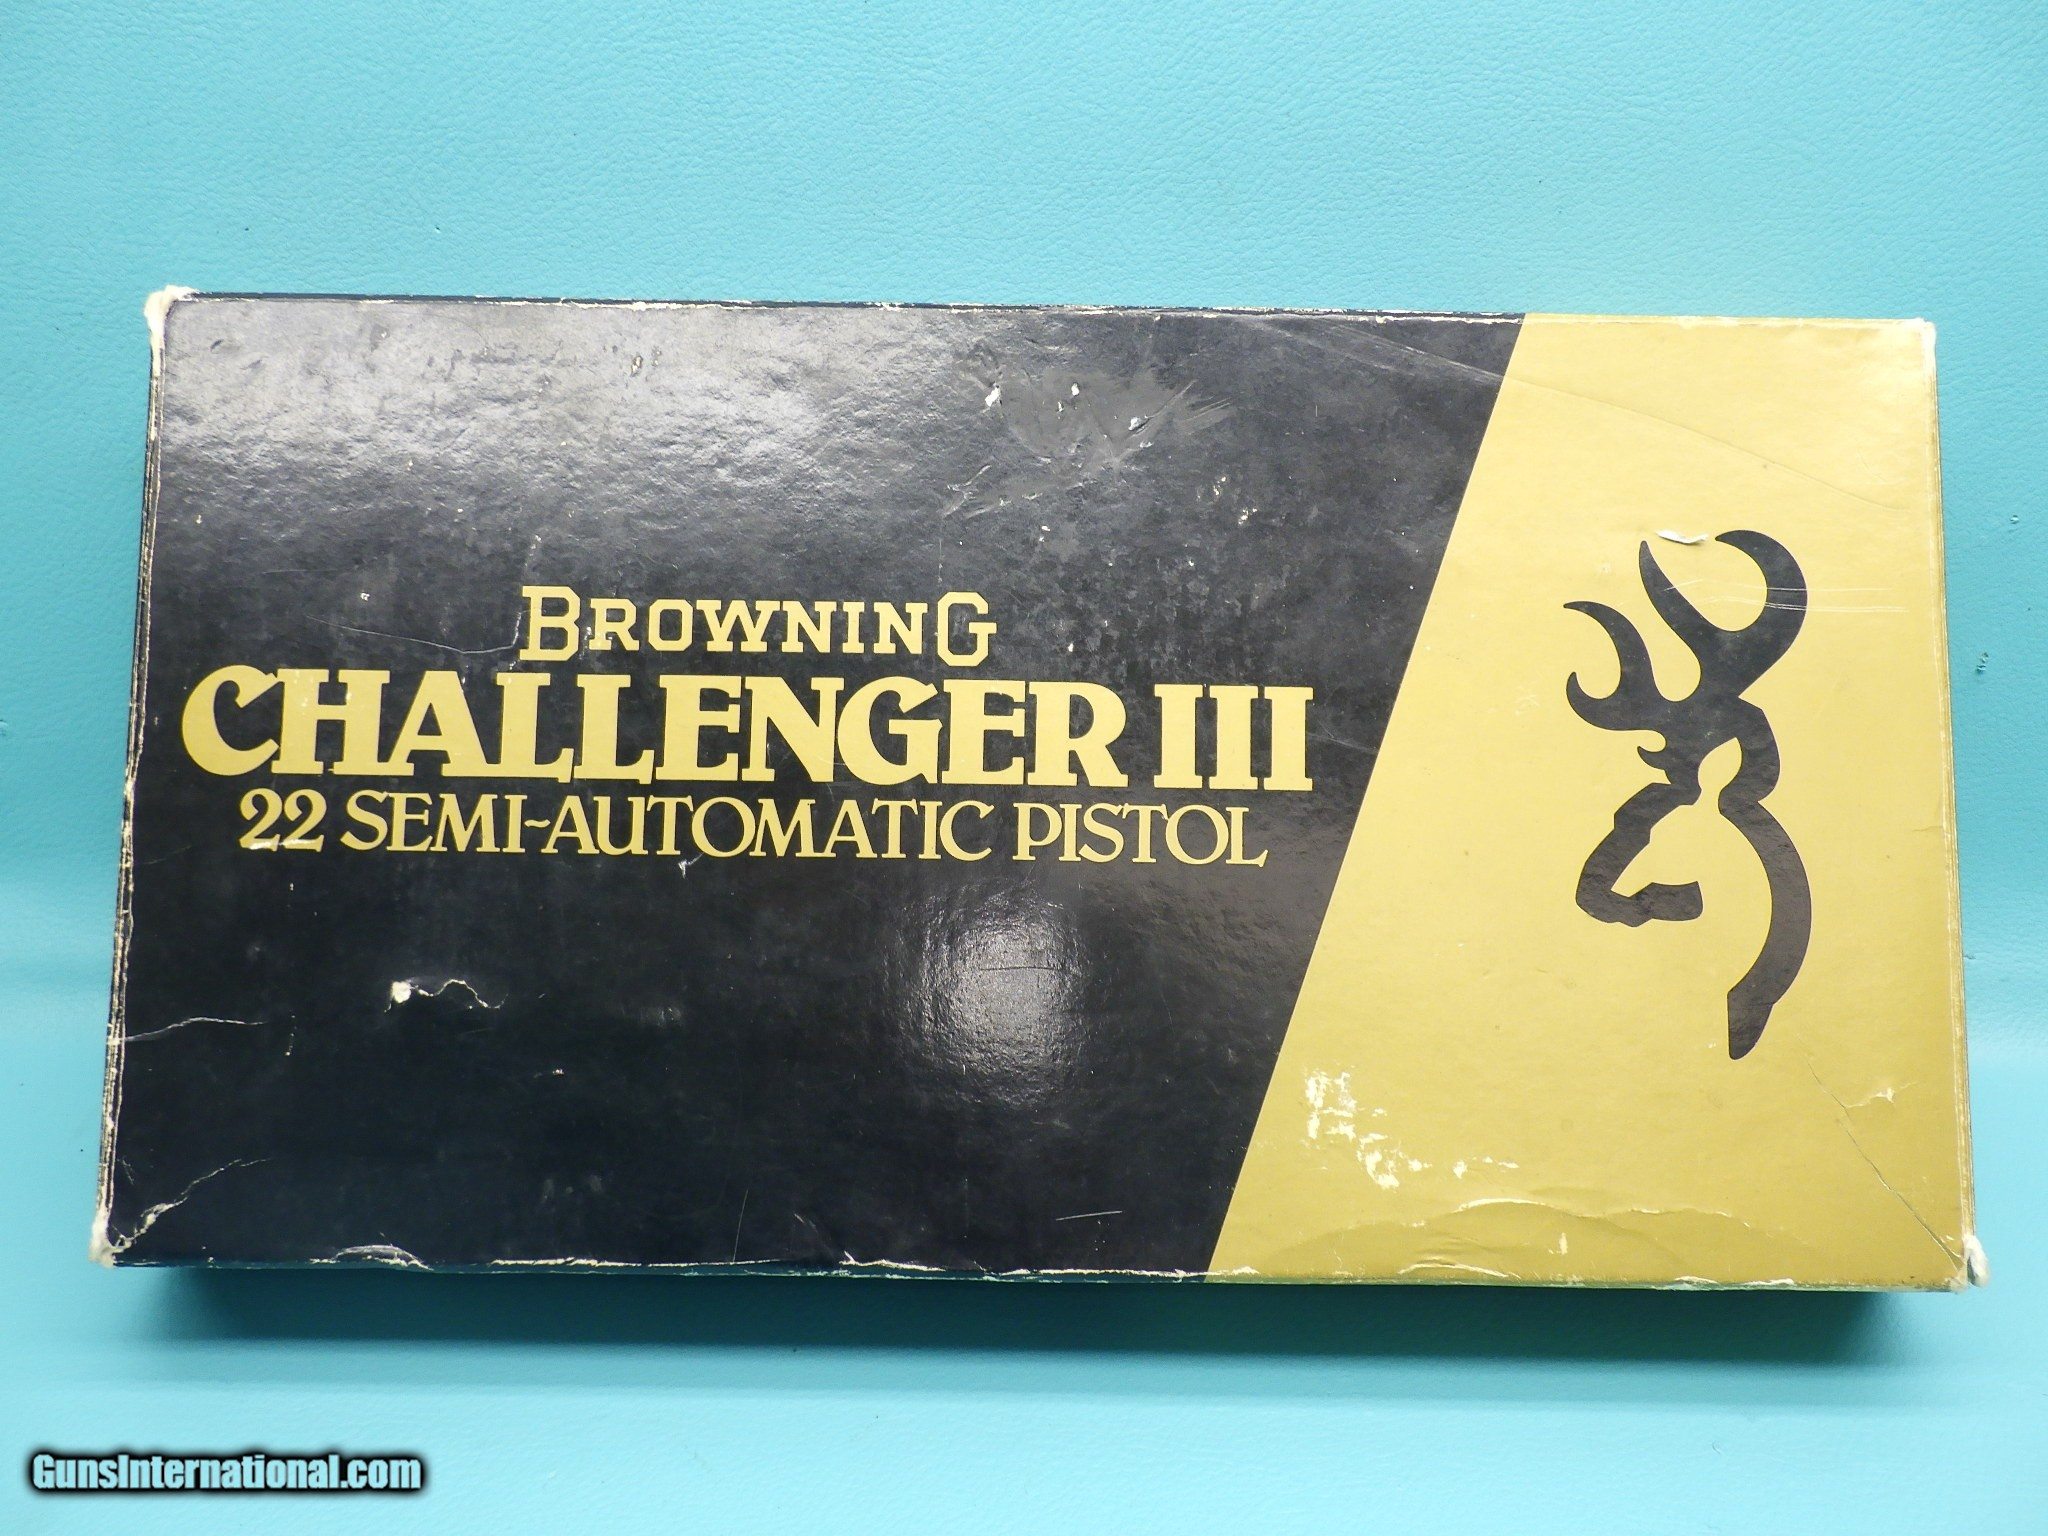 BROWNING
CHALLENGER III
22 SEMI-AUTOMATIC PISTOL
GunsInternational.com